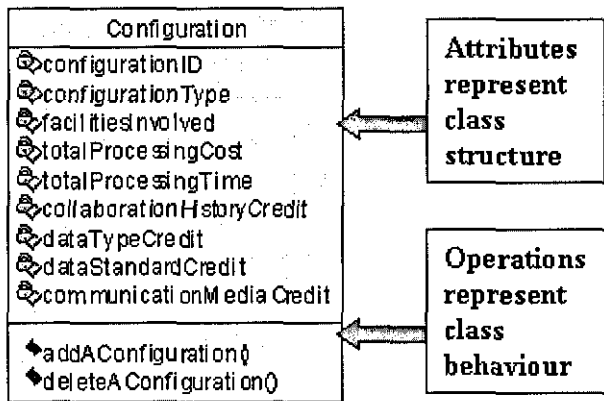 Configuration
configurationID
configurationType
facilitiesInvolved
totalProcessingCost
totalProcessingTime
collaborationHistoryCredit
dataTypeCredit
dataStandardCredit
communicationMediaCredit
addAConfiguration()
deleteAConfiguration()
Attributes
represent
class
structure
Operations
represent
class
behaviour